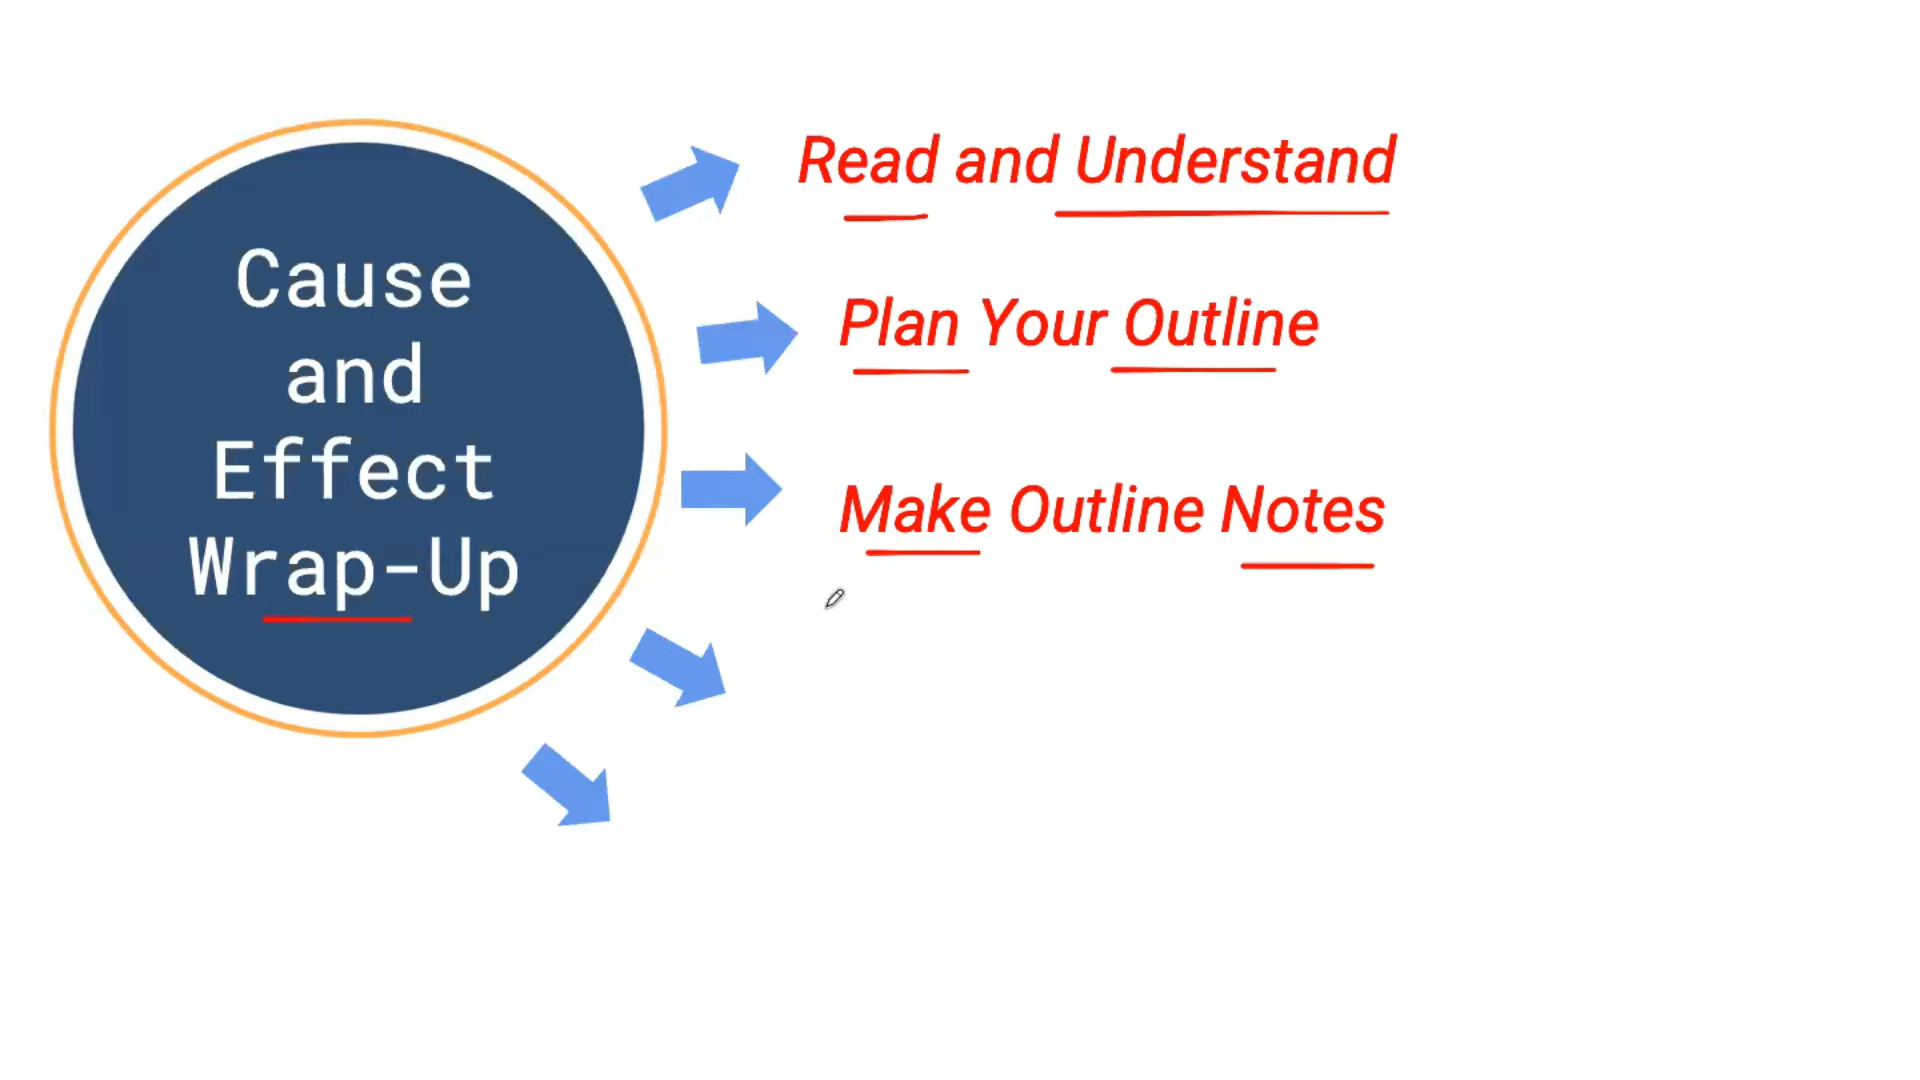 Cause
and
Effect
Wrap-Up
Read and Understand
Plan Your Outline
Make Outline Notes